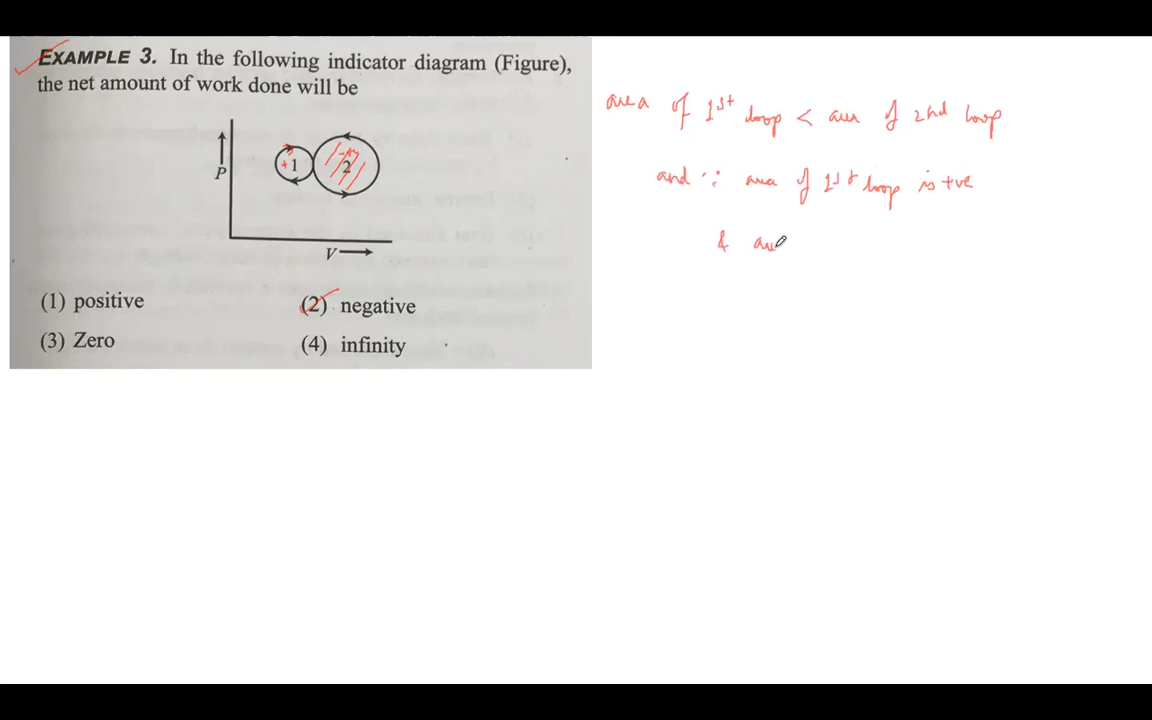 EXAMPLE 3. In the following indicator diagram (Figure),
the net amount of work done will be
P
+ 1
2
V
(1) positive
(2) negative
(3) Zero
(4) infinity
area of 1st loop < area of 2nd loop
and ∵ area of 1st loop is +ve
& are